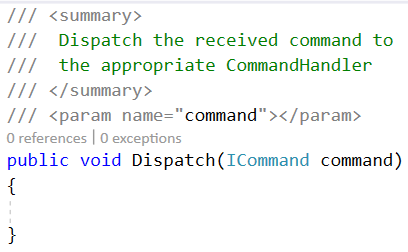 /// <summary>
///  Dispatch the received command to
///  the appropriate CommandHandler
/// </summary>
/// <param name="command"></param>
0 references | 0 exceptions
public void Dispatch(ICommand command)
{
}